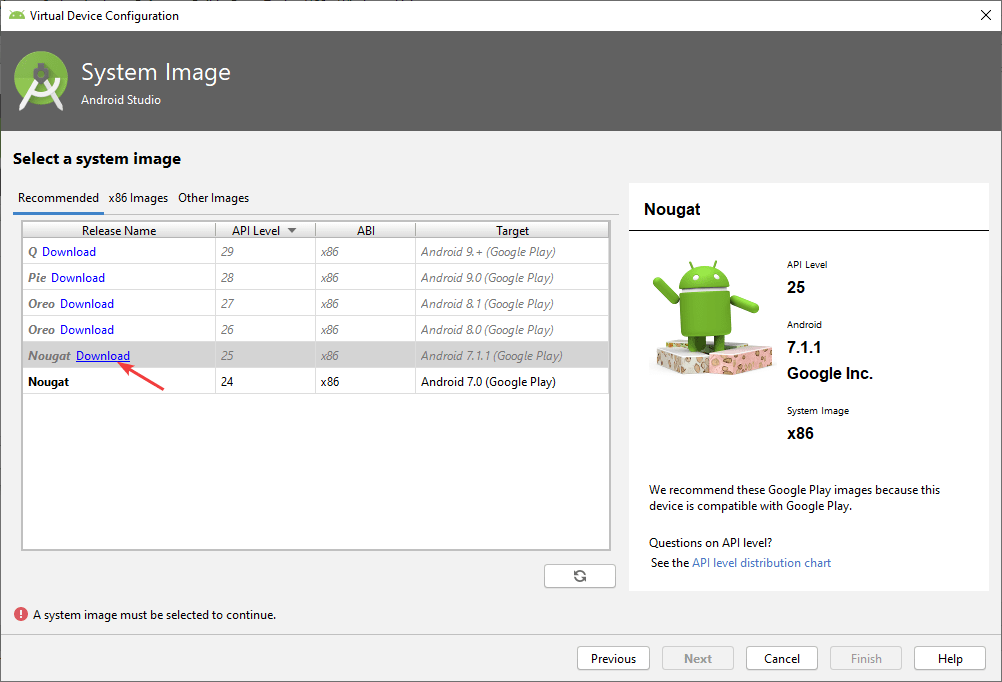 Virtual Device Configuration
System Image
Android Studio
Select a system image
Recommended x86 Images Other Images
Release Name API Level ABI Target
Q Download 29 x86 Android 9.+ (Google Play)
Pie Download 28 x86 Android 9.0 (Google Play)
Oreo Download 27 x86 Android 8.1 (Google Play)
Oreo Download 26 x86 Android 8.0 (Google Play)
Nougat Download 25 x86 Android 7.1.1 (Google Play)
Nougat 24 x86 Android 7.0 (Google Play)
Nougat
API Level
25
Android
7.1.1
Google Inc.
System Image
x86
We recommend these Google Play images because this
device is compatible with Google Play.
Questions on API level?
See the API level distribution chart
A system image must be selected to continue.
Previous Next Cancel Finish Help